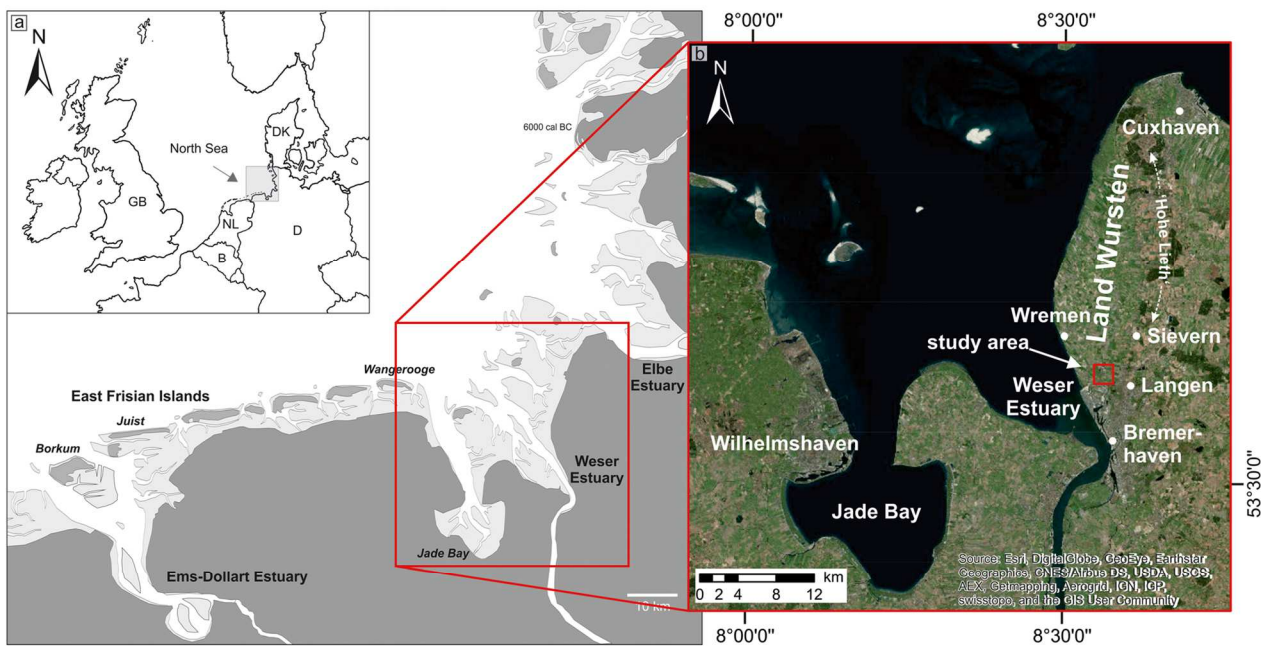 a
N
North Sea
DK
GB
NL
B
D
6000 cal BC
Elbe
Estuary
Wangerooge
East Frisian Islands
Juist
Borkum
Weser
Estuary
Jade Bay
Ems-Dollart Estuary
10 km
8°00'0"
8°30'0"
b
N
Cuxhaven
Land Wursten
'Hohe Lieth'
Wremen
Sievern
study area
Langen
Weser
Estuary
Wilhelmshaven
Bremer-
haven
Jade Bay
53°30'0"
Source: Esri, DigitalGlobe, GeoEye, Earthstar
Geographics, CNES/Airbus DS, USDA, USGS,
AEX, Getmapping, Aerogrid, IGN, IGP,
swisstopo, and the GIS User Community
km
0 2 4 8 12
8°00'0"
8°30'0"